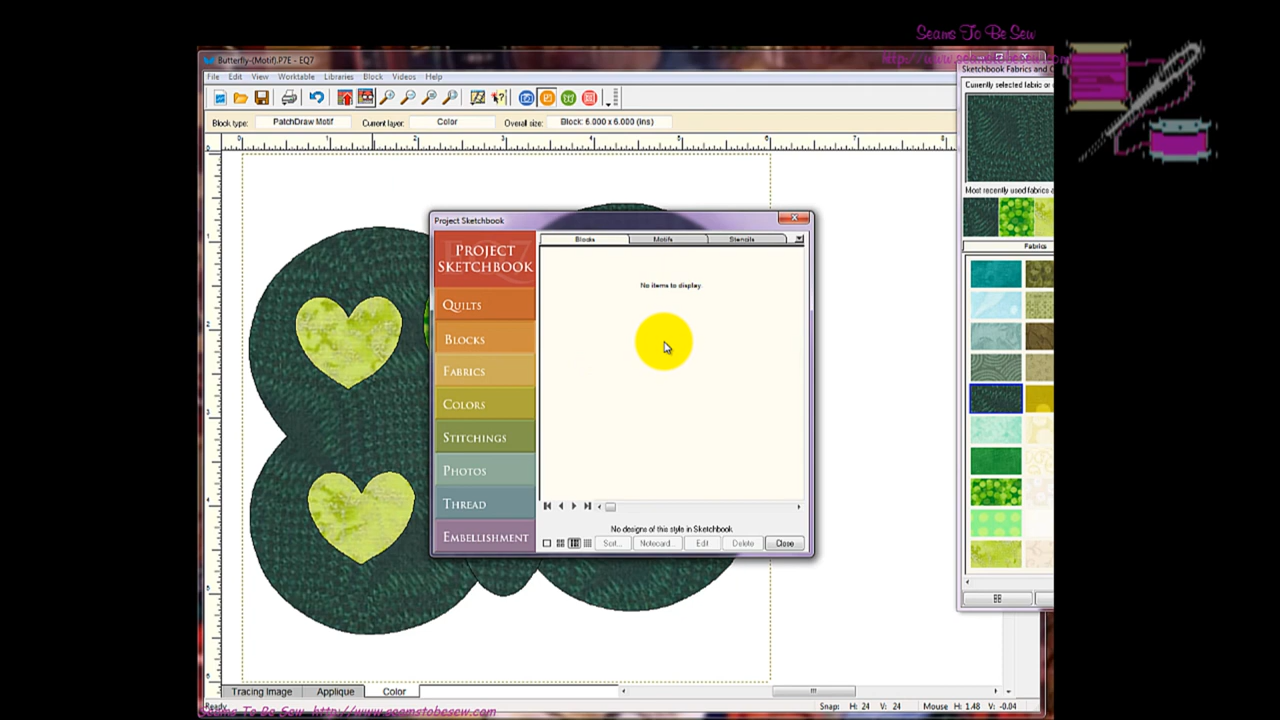 Seams To Be Sew
http://www.seamstobesew.com
Butterfly-(Motif).P7E - EQ7
File Edit View Worktable Libraries Block Videos Help
Block type: PatchDraw Motif Current layer: Color Overall size: Block: 6.000 x 6.000 (ins)
Sketchbook Fabrics and
Currently selected fabric or
Most recently used fabrics
Fabrics
Project Sketchbook
PROJECT
SKETCHBOOK
QUILTS
BLOCKS
FABRICS
COLORS
STITCHINGS
PHOTOS
THREAD
EMBELLISHMENT
Blocks Motifs Stencils
No items to display.
No designs of this style in Sketchbook
Sort... Notecard... Edit Delete Close
Tracing Image Applique Color
Ready
Snap: H: 24 V: 24 Mouse H: 1.48 V: -0.04
Seams To Be Sew http://www.seamstobesew.com